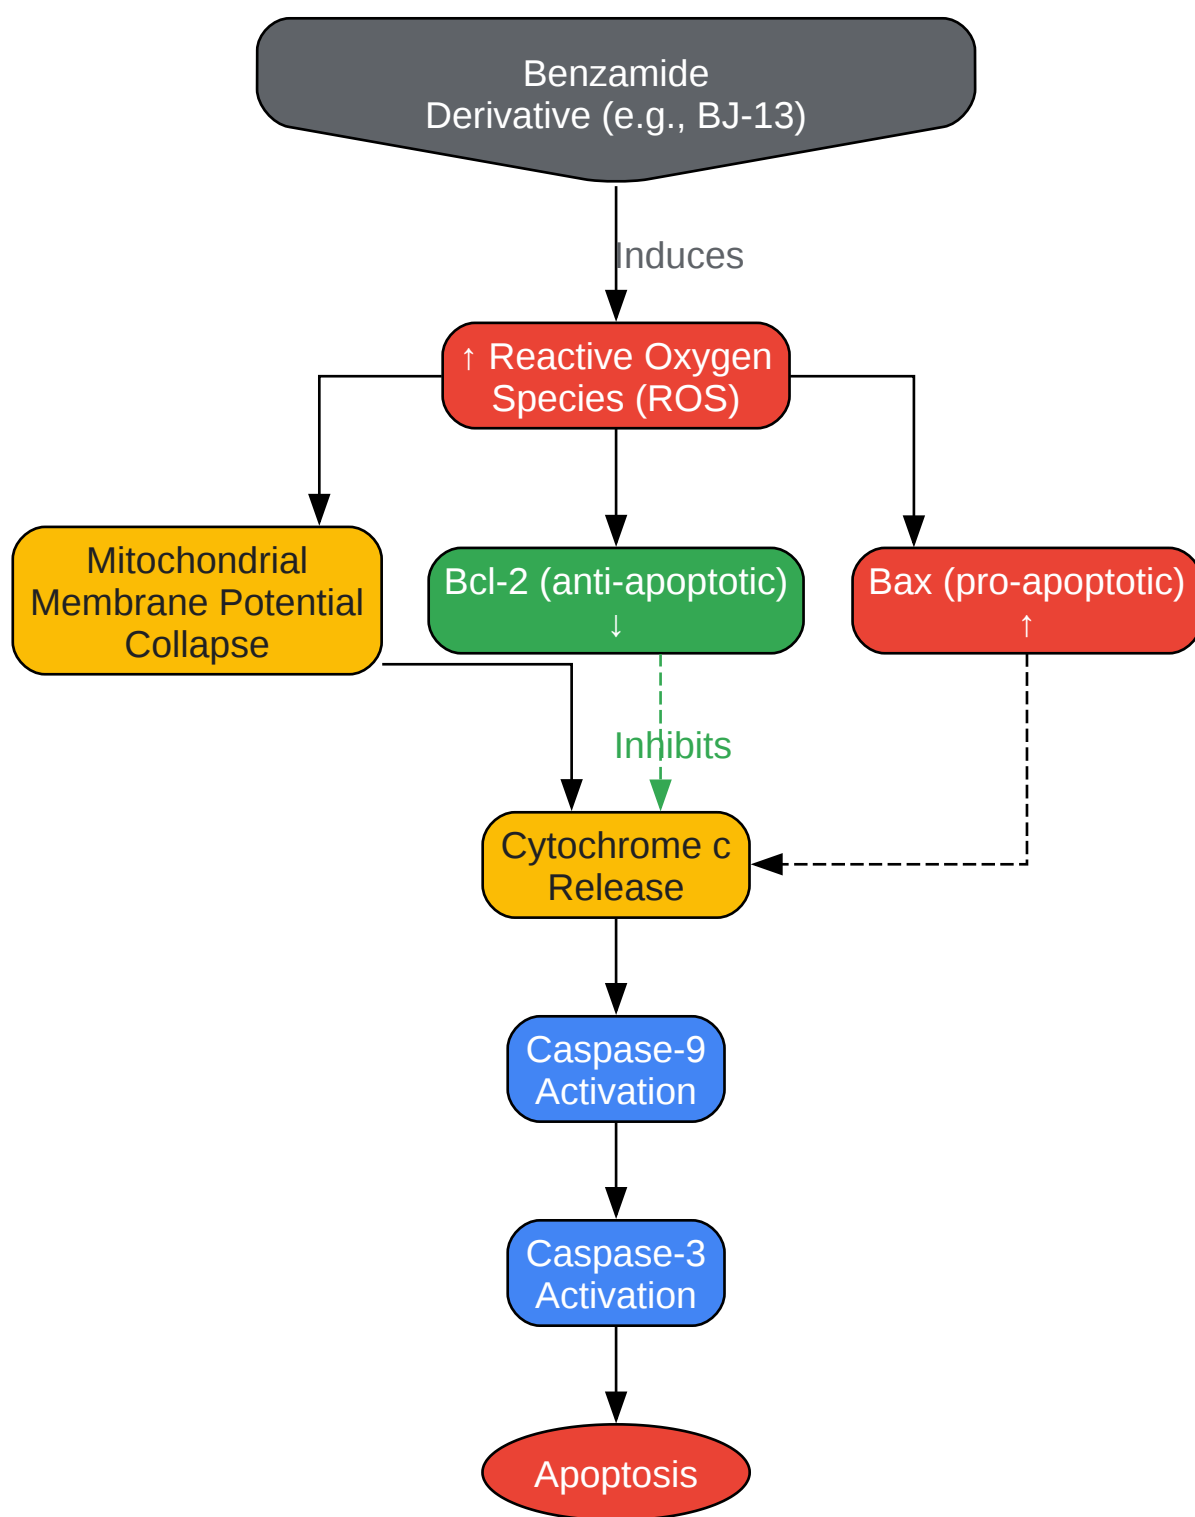 Benzamide
Derivative (e.g., BJ-13)
Induces
↑ Reactive Oxygen
Species (ROS)
Mitochondrial
Membrane Potential
Collapse
Bcl-2 (anti-apoptotic)
↓
Bax (pro-apoptotic)
↑
Inhibits
Cytochrome c
Release
Caspase-9
Activation
Caspase-3
Activation
Apoptosis